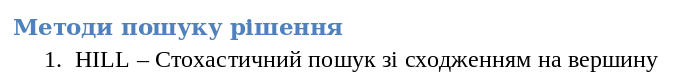 Методи пошуку рішення
1. HILL – Стохастичний пошук зі сходженням на вершину